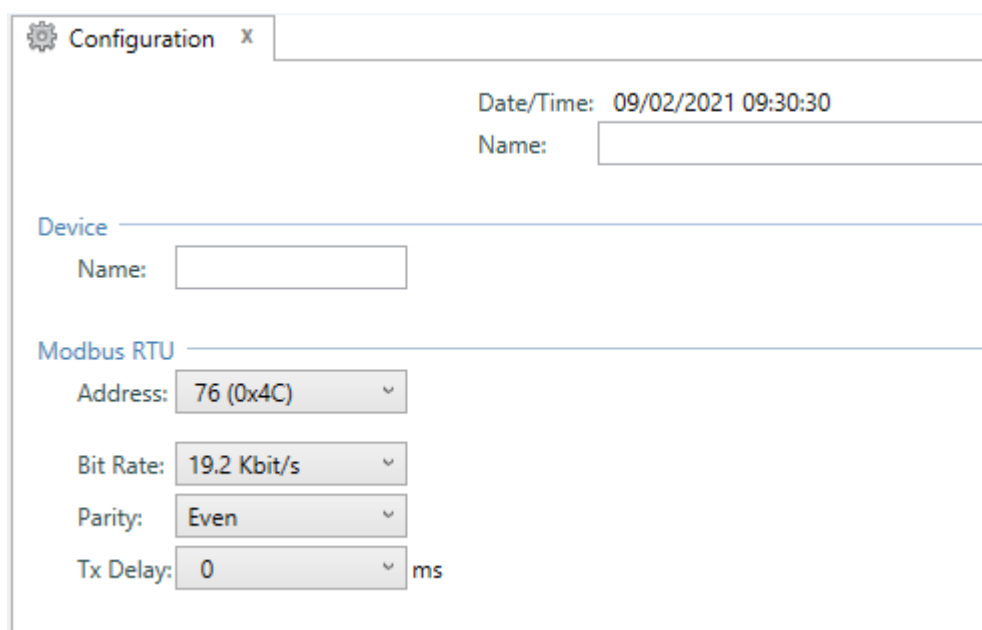 Configuration x
Date/Time: 09/02/2021 09:30:30
Name:
Device
Name:
Modbus RTU
Address: 76 (0x4C)
Bit Rate: 19.2 Kbit/s
Parity: Even
Tx Delay: 0 ms